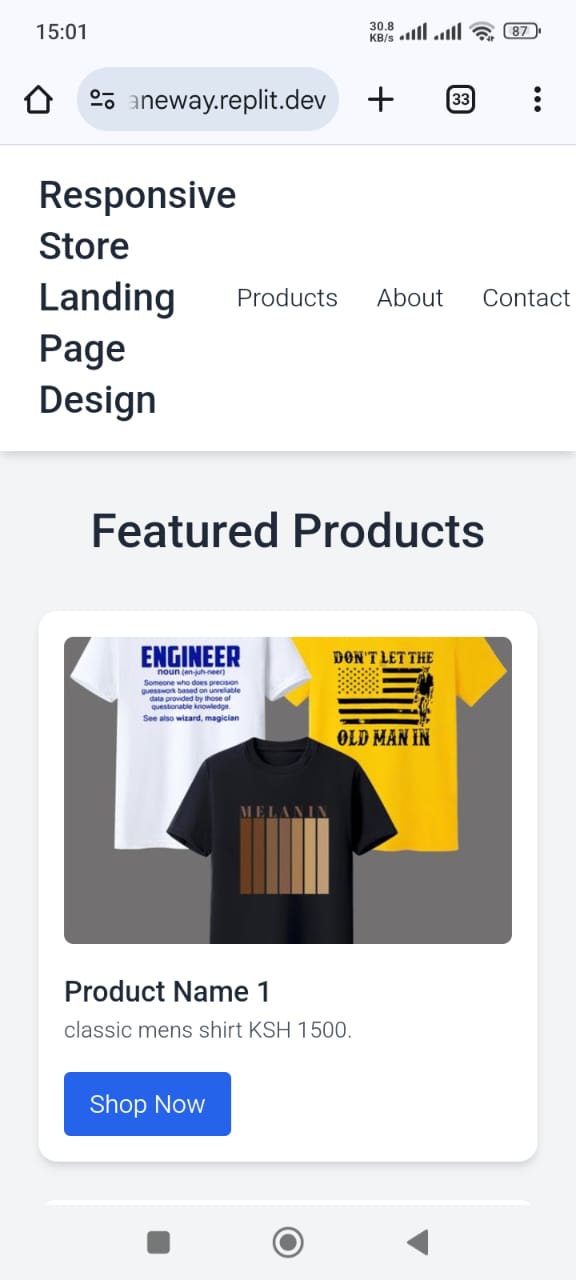 15:01
30.8
KB/s
87
aneway.replit.dev
33
Responsive
Store
Landing
Page
Design
Products
About
Contact
Featured Products
ENGINEER
noun (en-juh-neer)
Someone who does precision
guesswork based on unreliable
data provided by those of
questionable knowledge.
See also wizard, magician
DON'T LET THE
OLD MAN IN
MELANIN
Product Name 1
classic mens shirt KSH 1500.
Shop Now